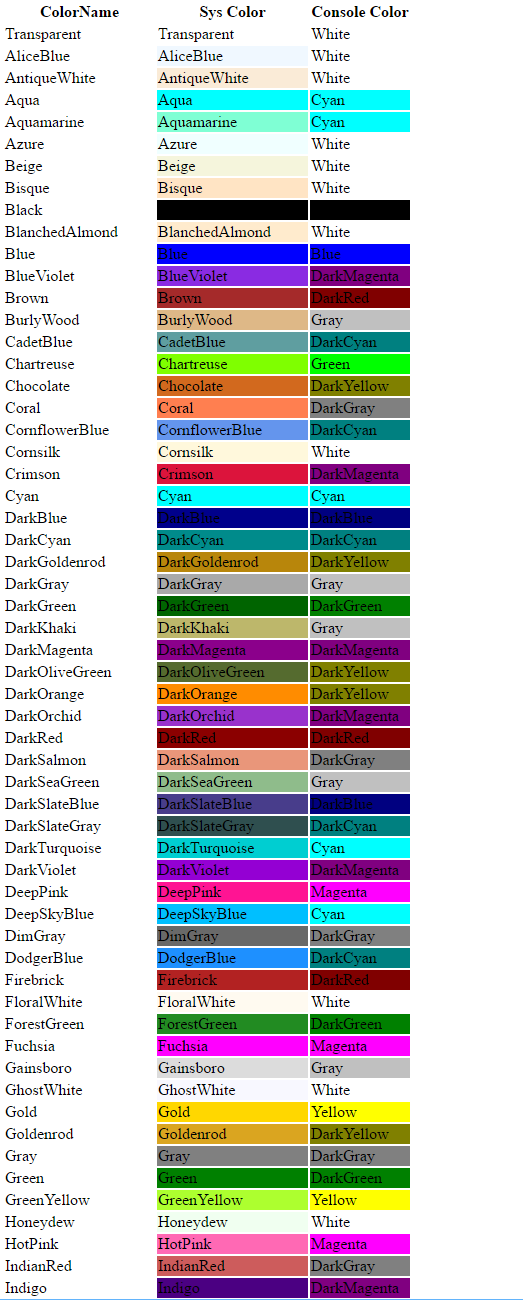 ColorName Sys Color Console Color
Transparent Transparent White
AliceBlue AliceBlue White
AntiqueWhite AntiqueWhite White
Aqua Aqua Cyan
Aquamarine Aquamarine Cyan
Azure Azure White
Beige Beige White
Bisque Bisque White
Black
BlanchedAlmond BlanchedAlmond White
Blue Blue Blue
BlueViolet BlueViolet DarkMagenta
Brown Brown DarkRed
BurlyWood BurlyWood Gray
CadetBlue CadetBlue DarkCyan
Chartreuse Chartreuse Green
Chocolate Chocolate DarkYellow
Coral Coral DarkGray
CornflowerBlue CornflowerBlue DarkCyan
Cornsilk Cornsilk White
Crimson Crimson DarkMagenta
Cyan Cyan Cyan
DarkBlue DarkBlue DarkBlue
DarkCyan DarkCyan DarkCyan
DarkGoldenrod DarkGoldenrod DarkYellow
DarkGray DarkGray Gray
DarkGreen DarkGreen DarkGreen
DarkKhaki DarkKhaki Gray
DarkMagenta DarkMagenta DarkMagenta
DarkOliveGreen DarkOliveGreen DarkYellow
DarkOrange DarkOrange DarkYellow
DarkOrchid DarkOrchid DarkMagenta
DarkRed DarkRed DarkRed
DarkSalmon DarkSalmon DarkGray
DarkSeaGreen DarkSeaGreen Gray
DarkSlateBlue DarkSlateBlue DarkBlue
DarkSlateGray DarkSlateGray DarkCyan
DarkTurquoise DarkTurquoise Cyan
DarkViolet DarkViolet DarkMagenta
DeepPink DeepPink Magenta
DeepSkyBlue DeepSkyBlue Cyan
DimGray DimGray DarkGray
DodgerBlue DodgerBlue DarkCyan
Firebrick Firebrick DarkRed
FloralWhite FloralWhite White
ForestGreen ForestGreen DarkGreen
Fuchsia Fuchsia Magenta
Gainsboro Gainsboro Gray
GhostWhite GhostWhite White
Gold Gold Yellow
Goldenrod Goldenrod DarkYellow
Gray Gray DarkGray
Green Green DarkGreen
GreenYellow GreenYellow Yellow
Honeydew Honeydew White
HotPink HotPink Magenta
IndianRed IndianRed DarkGray
Indigo Indigo DarkMagenta